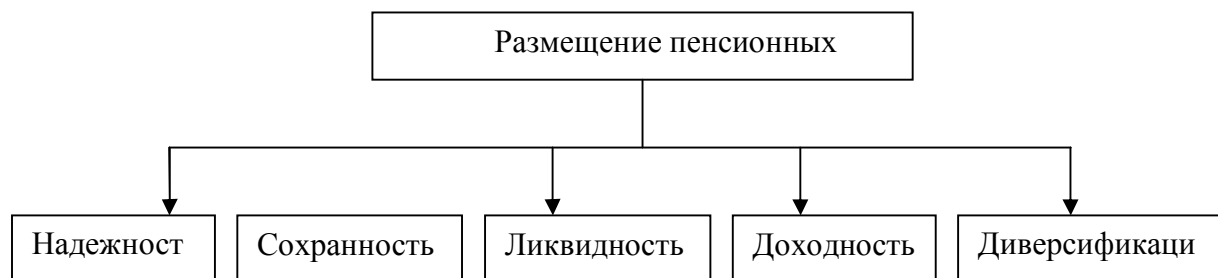 Размещение пенсионных
Надежност
Сохранность
Ликвидность
Доходность
Диверсификаци